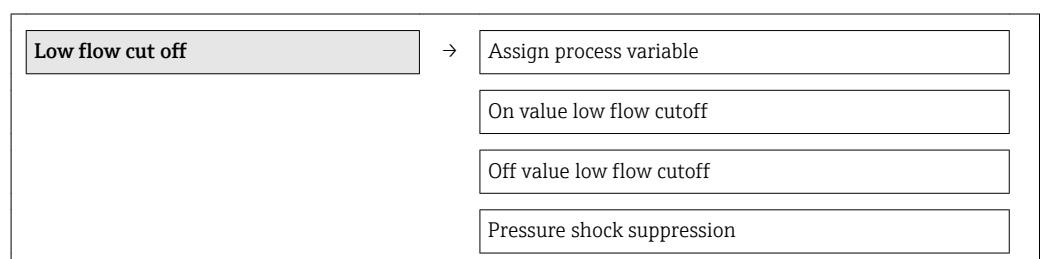 Low flow cut off → Assign process variable
On value low flow cutoff
Off value low flow cutoff
Pressure shock suppression